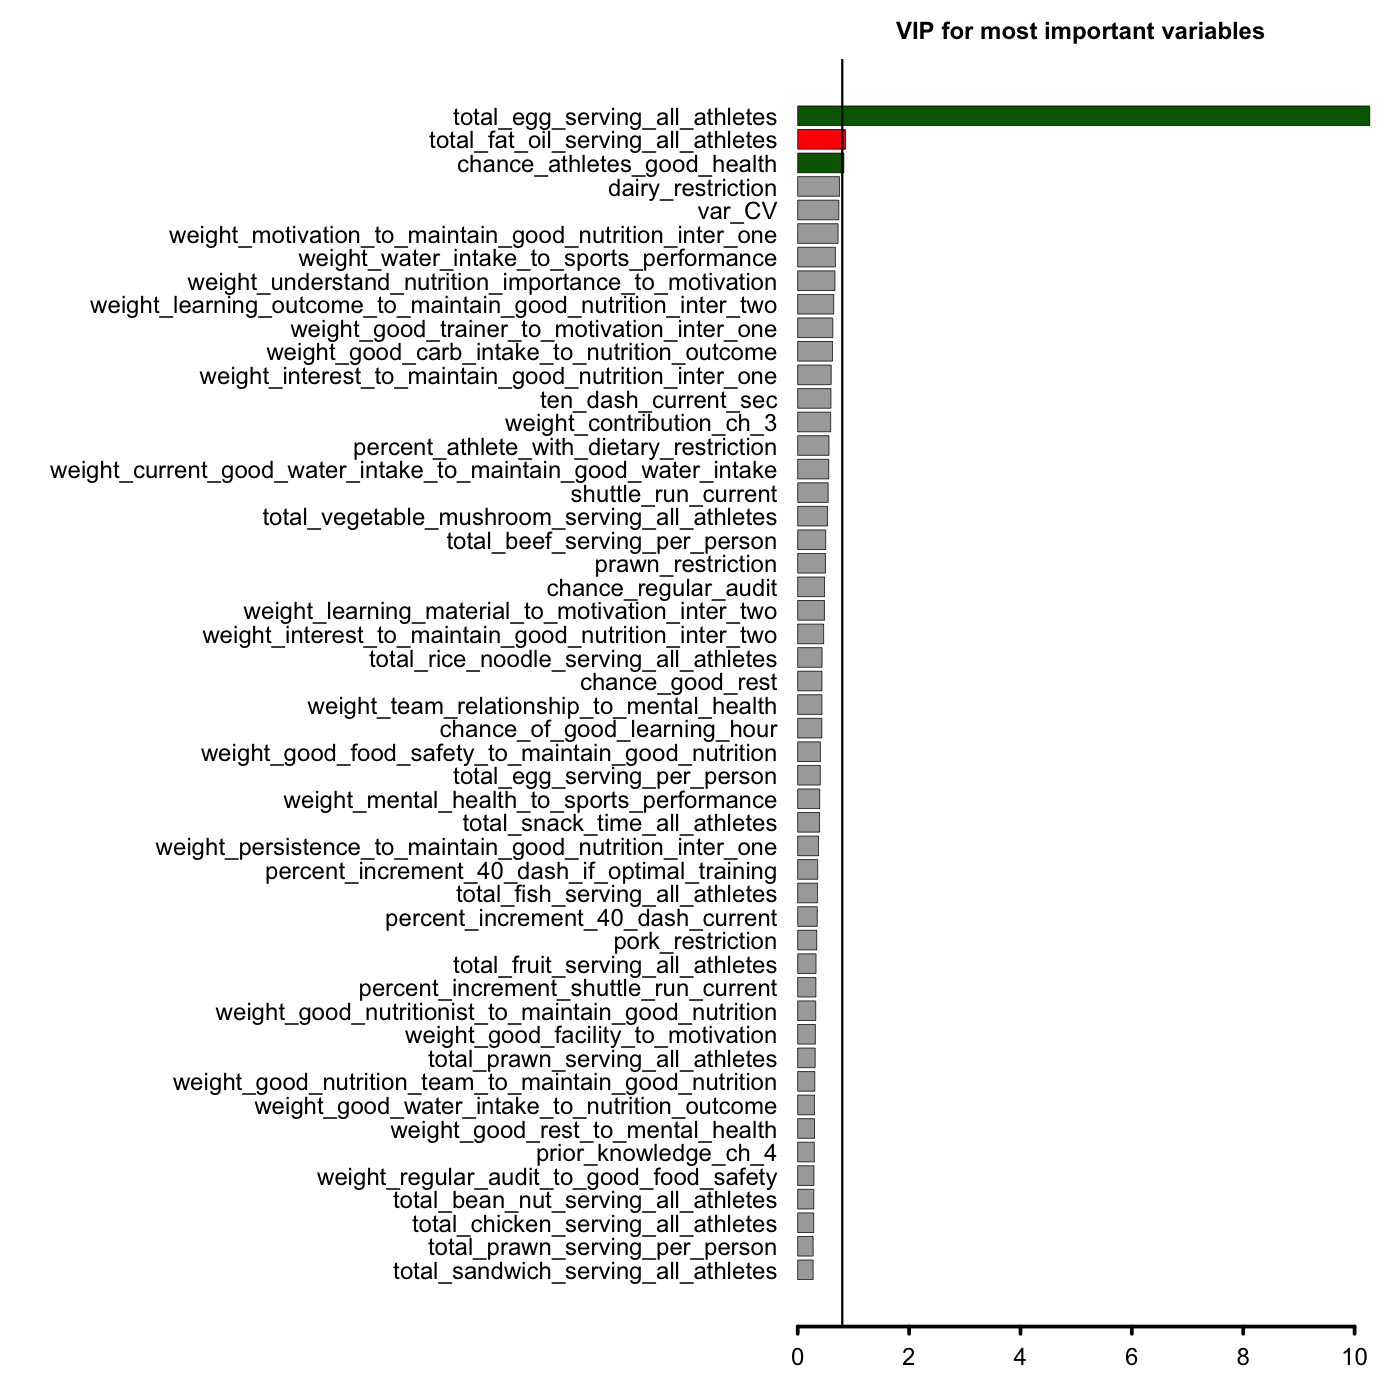 VIP for most important variables
total_egg_serving_all_athletes
total_fat_oil_serving_all_athletes
chance_athletes_good_health
dairy_restriction
var_CV
weight_motivation_to_maintain_good_nutrition_inter_one
weight_water_intake_to_sports_performance
weight_understand_nutrition_importance_to_motivation
weight_learning_outcome_to_maintain_good_nutrition_inter_two
weight_good_trainer_to_motivation_inter_one
weight_good_carb_intake_to_nutrition_outcome
weight_interest_to_maintain_good_nutrition_inter_one
ten_dash_current_sec
weight_contribution_ch_3
percent_athlete_with_dietary_restriction
weight_current_good_water_intake_to_maintain_good_water_intake
shuttle_run_current
total_vegetable_mushroom_serving_all_athletes
total_beef_serving_per_person
prawn_restriction
chance_regular_audit
weight_learning_material_to_motivation_inter_two
weight_interest_to_maintain_good_nutrition_inter_two
total_rice_noodle_serving_all_athletes
chance_good_rest
weight_team_relationship_to_mental_health
chance_of_good_learning_hour
weight_good_food_safety_to_maintain_good_nutrition
total_egg_serving_per_person
weight_mental_health_to_sports_performance
total_snack_time_all_athletes
weight_persistence_to_maintain_good_nutrition_inter_one
percent_increment_40_dash_if_optimal_training
total_fish_serving_all_athletes
percent_increment_40_dash_current
pork_restriction
total_fruit_serving_all_athletes
percent_increment_shuttle_run_current
weight_good_nutritionist_to_maintain_good_nutrition
weight_good_facility_to_motivation
total_prawn_serving_all_athletes
weight_good_nutrition_team_to_maintain_good_nutrition
weight_good_water_intake_to_nutrition_outcome
weight_good_rest_to_mental_health
prior_knowledge_ch_4
weight_regular_audit_to_good_food_safety
total_bean_nut_serving_all_athletes
total_chicken_serving_all_athletes
total_prawn_serving_per_person
total_sandwich_serving_all_athletes
0 2 4 6 8 10